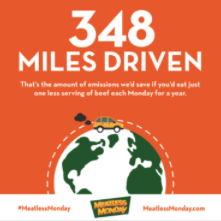 348
MILES DRIVEN
That's the amount of omissions we'd save if you'd eat just
one less serving of beef each Monday for a year.
#MeatlessMonday
MEATLESS
MONDAY
MeatlessMonday.com